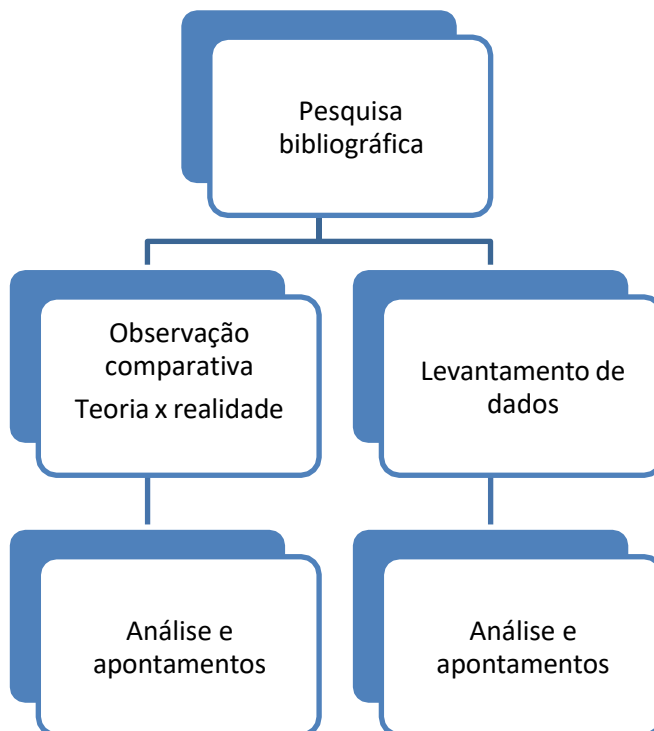 Pesquisa
bibliográfica
Observação
comparativa
Teoria x realidade
Levantamento de
dados
Análise e
apontamentos
Análise e
apontamentos